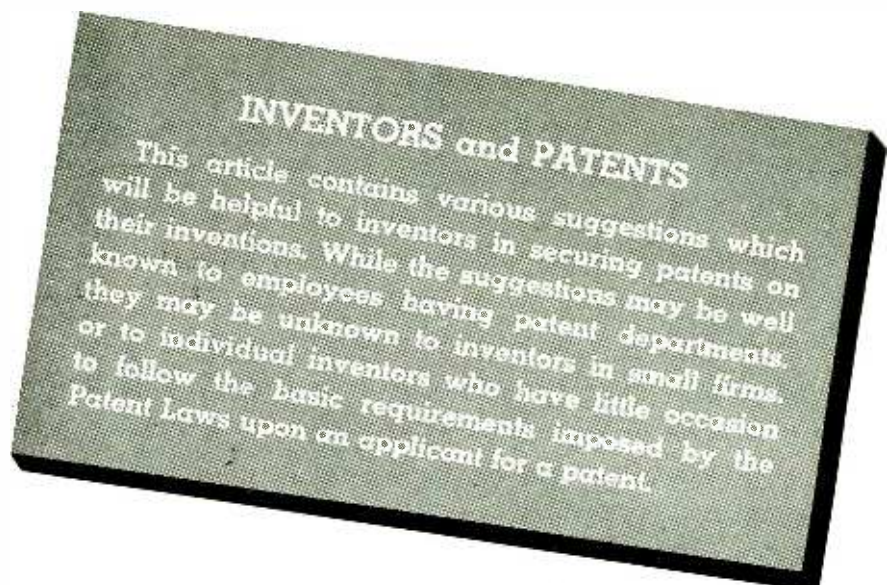 INVENTORS and PATENTS
This article contains various suggestions which
will be helpful to inventors in securing patents on
their inventions. While the suggestions may be well
known to employees having patent departments.
they may be unknown to inventors in small firms.
or to individual inventors who have little occasion
to follow the basic requirements imposed by the
Patent Laws upon an applicant for a patent.